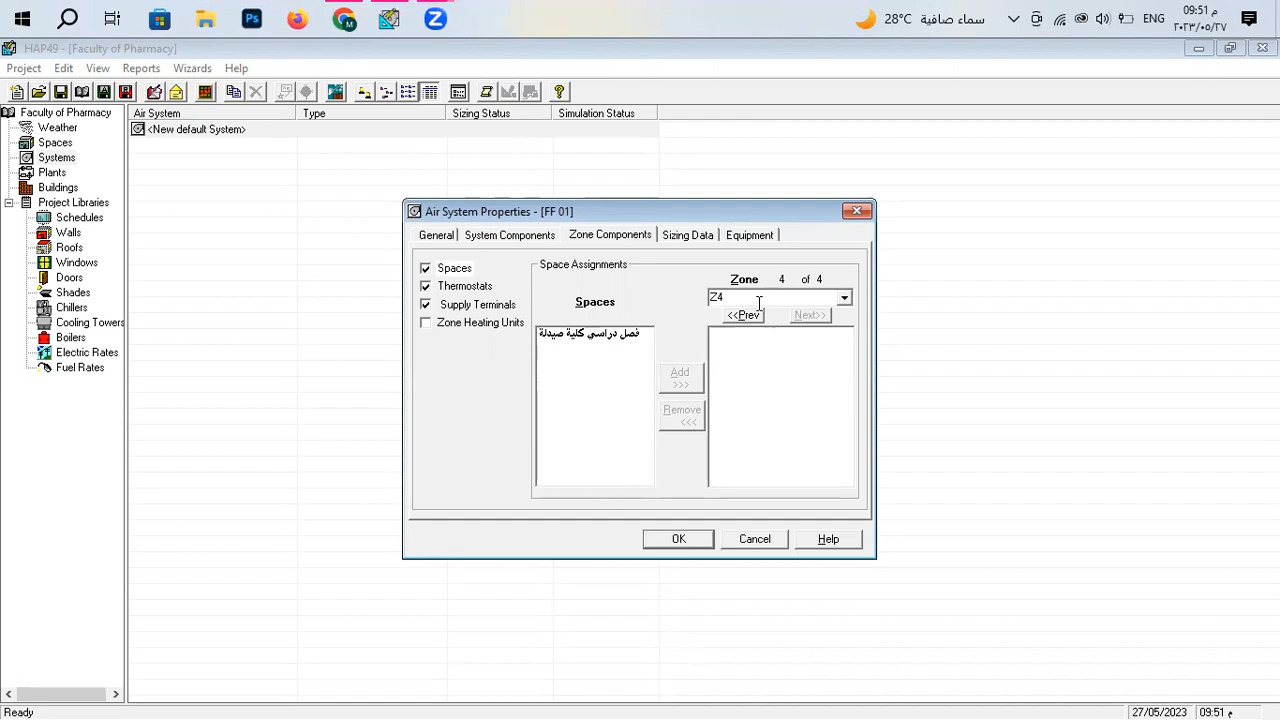 28°C سماء صافية
ENG
09:51 م
٢٠٢٣/٠٥/٢٧
HAP49 - [Faculty of Pharmacy]
Project Edit View Reports Wizards Help
Faculty of Pharmacy
Weather
Spaces
Systems
Plants
Buildings
Project Libraries
Schedules
Walls
Roofs
Windows
Doors
Shades
Chillers
Cooling Towers
Boilers
Electric Rates
Fuel Rates
Air System Type Sizing Status Simulation Status
<New default System>
Air System Properties - [FF 01]
General System Components Zone Components Sizing Data Equipment
Spaces
Thermostats
Supply Terminals
Zone Heating Units
Space Assignments
Spaces
فصل دراسي كلية صيدلة
Zone 4 of 4
Z4
<<Prev Next>>
Add
>>>
Remove
<<<
OK Cancel Help
Ready
27/05/2023 09:51 م